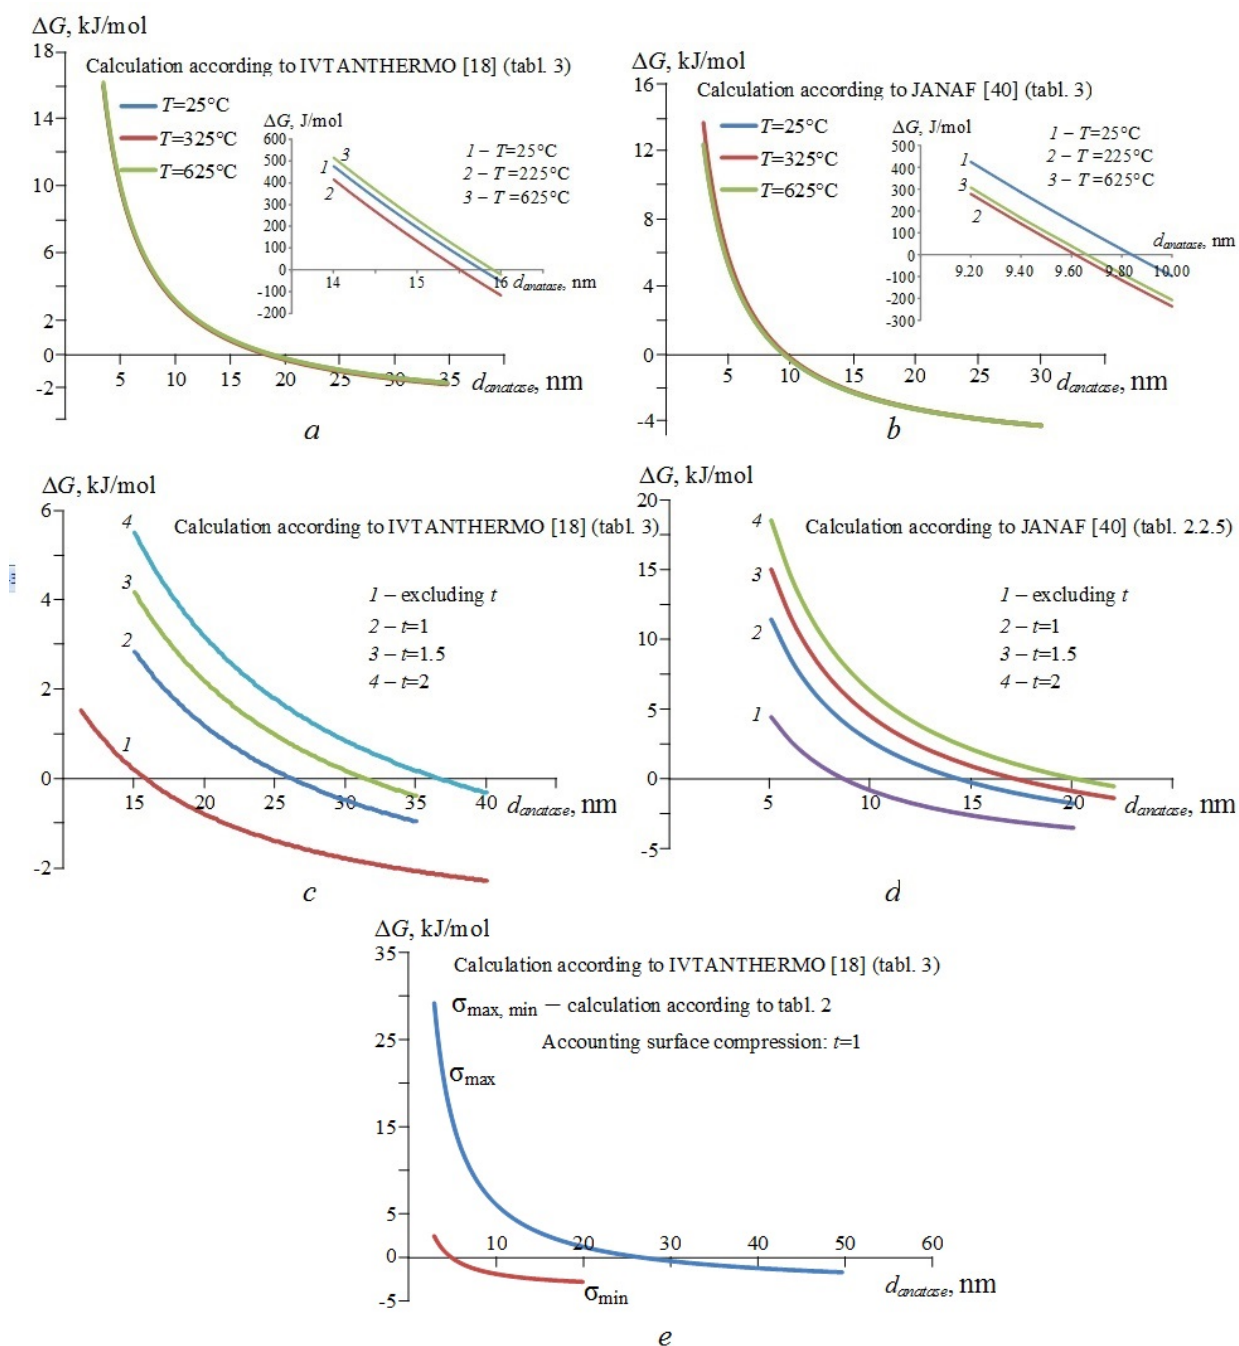 ΔG, kJ/mol
18
14
10
6
2
0
-2
Calculation according to IVTANTHERMO [18] (tabl. 3)
T=25°C
T=325°C
T=625°C
ΔG, J/mol
600
500
400
300
200
100
0
-100
-200
3
1
2
1 – T=25°C
2 – T=225°C
3 – T=625°C
14 15 16 danatase, nm
5 10 15 20 25 30 35 danatase, nm
a
ΔG, kJ/mol
16
12
8
4
0
-4
Calculation according to JANAF [40] (tabl. 3)
T=25°C
T=325°C
T=625°C
ΔG, J/mol
500
400
300
200
100
0
-100
-200
-300
1
3
2
1 – T=25°C
2 – T=225°C
3 – T=625°C
danatase, nm
9.20 9.40 9.60 9.80 10.00
5 10 15 20 25 30 danatase, nm
b
ΔG, kJ/mol
6
4
2
0
-2
Calculation according to IVTANTHERMO [18] (tabl. 3)
4
3
2
1
1 – excluding t
2 – t=1
3 – t=1.5
4 – t=2
15 20 25 30 35 40 danatase, nm
c
ΔG, kJ/mol
20
15
10
5
0
-5
Calculation according to JANAF [40] (tabl. 2.2.5)
4
3
2
1
1 – excluding t
2 – t=1
3 – t=1.5
4 – t=2
5 10 15 20 danatase, nm
d
ΔG, kJ/mol
35
25
15
5
0
-5
Calculation according to IVTANTHERMO [18] (tabl. 3)
σmax, min — calculation according to tabl. 2
Accounting surface compression: t=1
σmax
10 20 30 40 50 60
σmin
danatase, nm
e